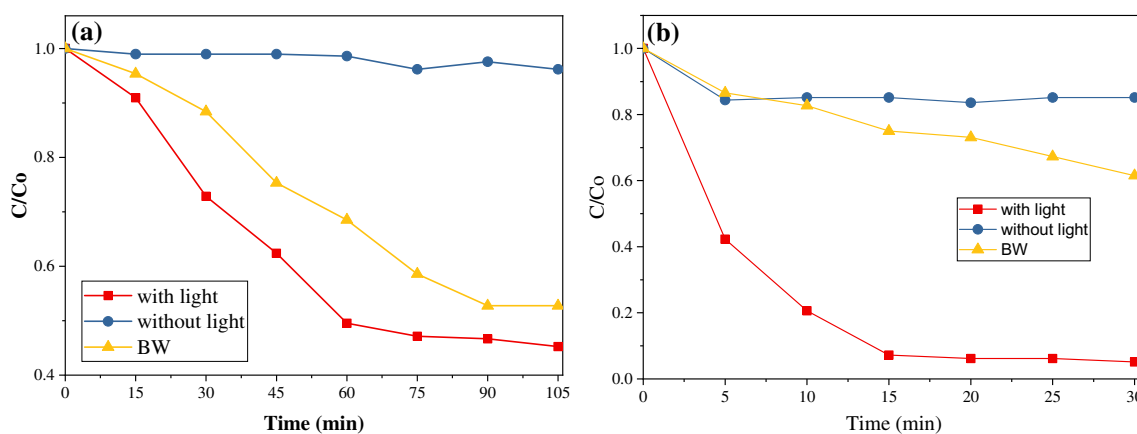 (a)
C/Co
1.0
0.8
0.6
0.4
with light
without light
BW
0 15 30 45 60 75 90 105
Time (min)
(b)
C/Co
1.0
0.8
0.6
0.4
0.2
0.0
with light
without light
BW
0 5 10 15 20 25 30
Time (min)